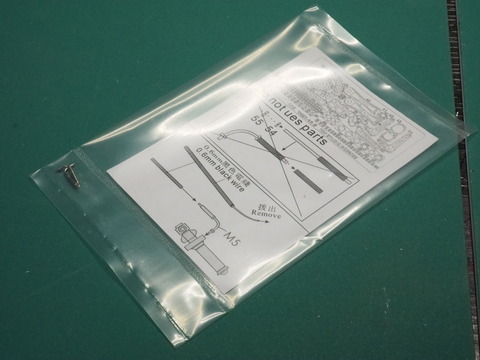 not ues parts
55 54
0.6mm黑色電綫
0.6mm black wire
拔出
Remove
M5